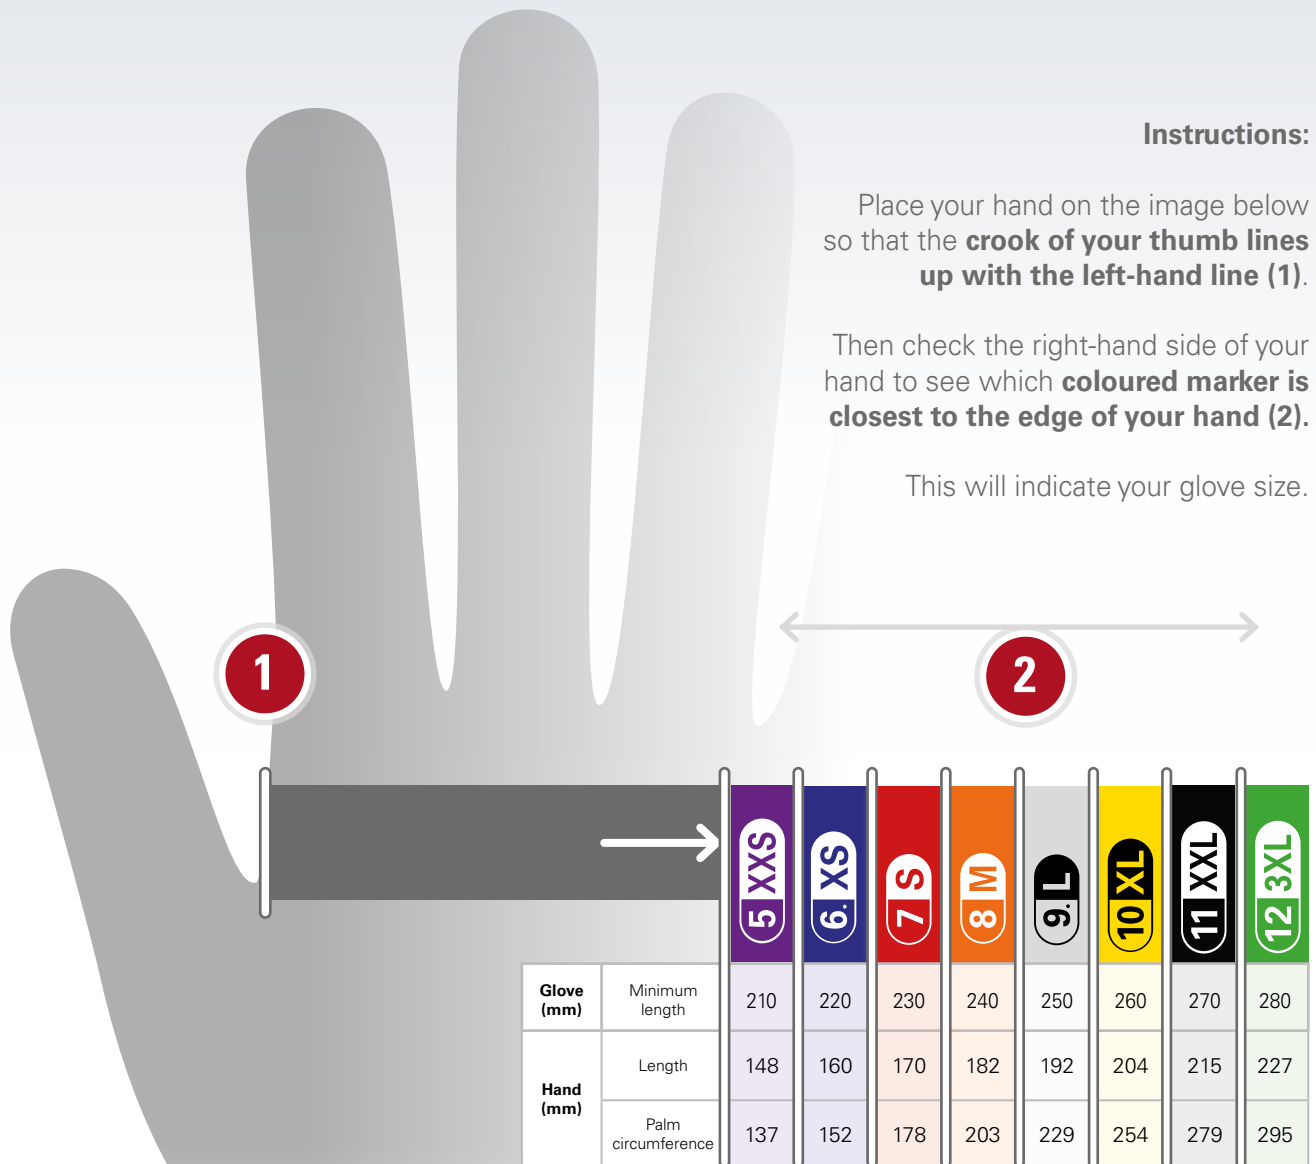 Instructions:
Place your hand on the image below
so that the crook of your thumb lines
up with the left-hand line (1).
Then check the right-hand side of your
hand to see which coloured marker is
closest to the edge of your hand (2).
This will indicate your glove size.
1
2
5 XXS
6. XS
7 S
8 M
9. L
10 XL
11 XXL
12 3XL
Glove
(mm)
Minimum
length
210 220 230 240 250 260 270 280
Hand
(mm)
Length
148 160 170 182 192 204 215 227
Palm
circumference
137 152 178 203 229 254 279 295